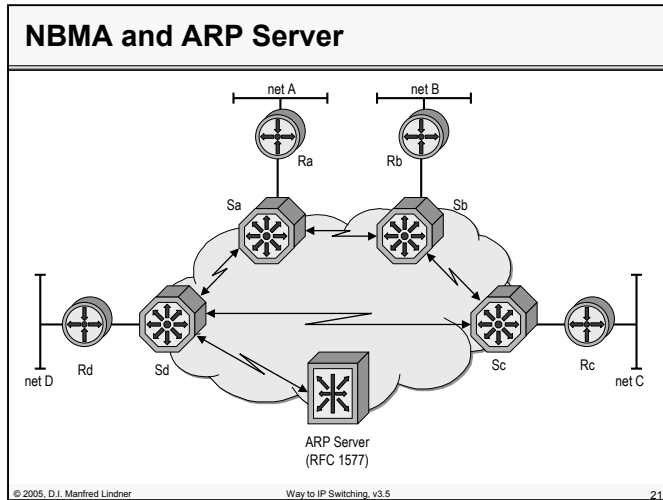 NBMA and ARP Server
net A
net B
Ra
Rb
Sa
Sb
net D
Rd
Sd
Sc
Rc
net C
ARP Server
(RFC 1577)
© 2005, D.I. Manfred Lindner
Way to IP Switching, v3.5
21